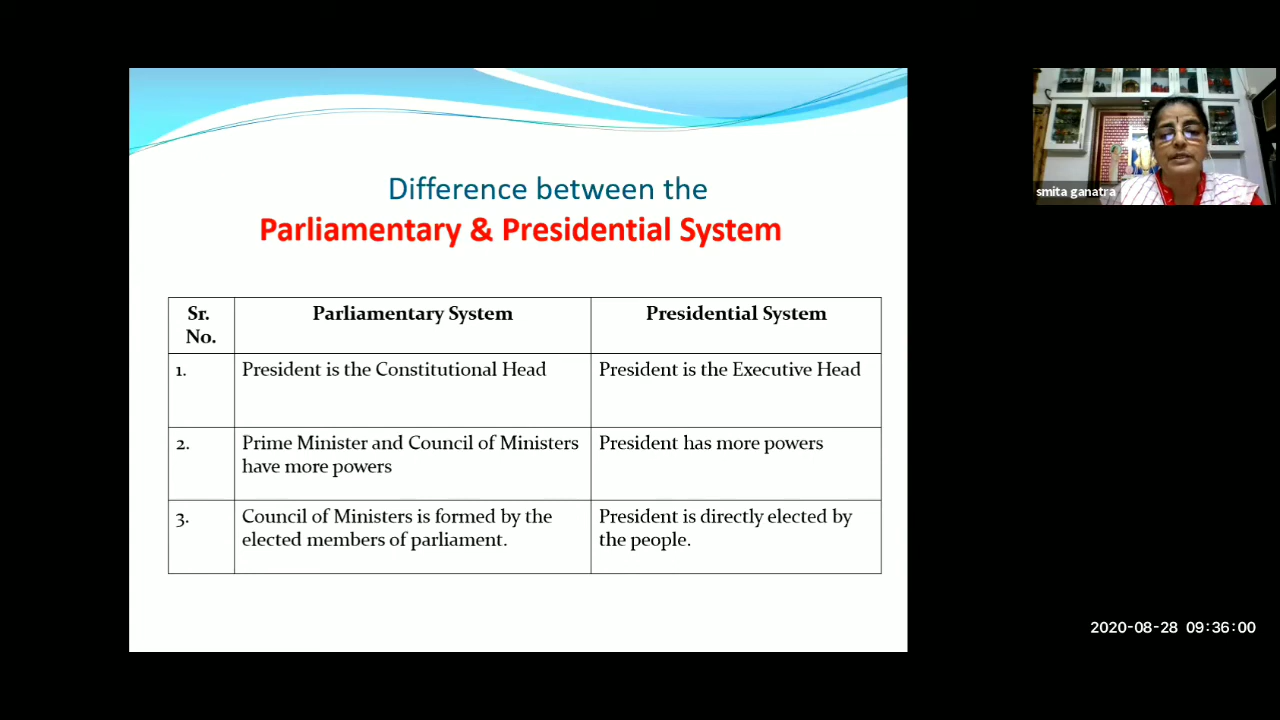 Difference between the
Parliamentary & Presidential System
Sr.
No.
Parliamentary System
Presidential System
1.
President is the Constitutional Head
President is the Executive Head
2.
Prime Minister and Council of Ministers
have more powers
President has more powers
3.
Council of Ministers is formed by the
elected members of parliament.
President is directly elected by
the people.
smita ganatra
2020-08-28 09:36:00